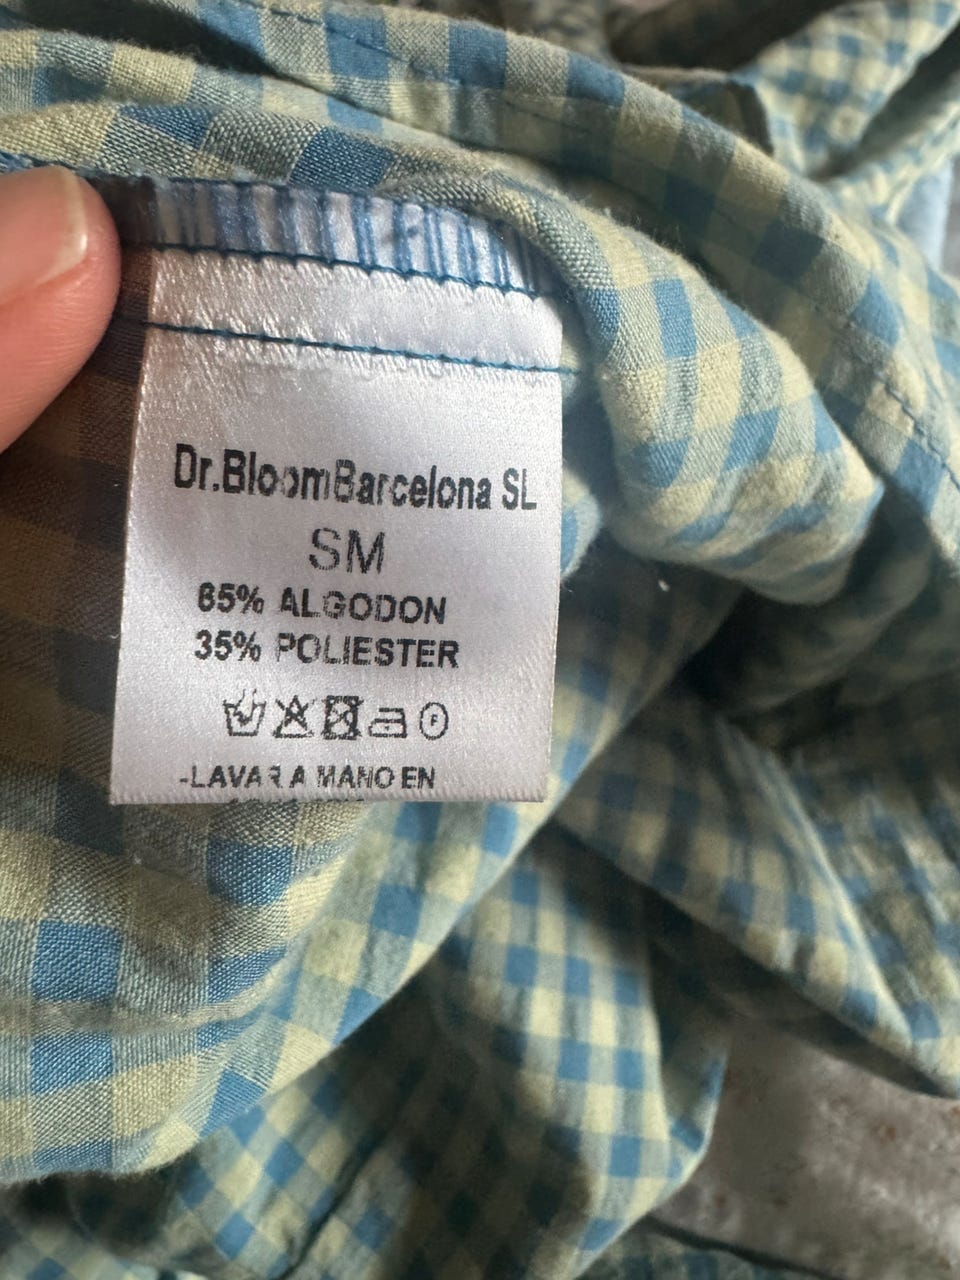 Dr.BloomBarcelona SL
SM
65% ALGODON
35% POLIESTER
P
-LAVAR A MANO EN